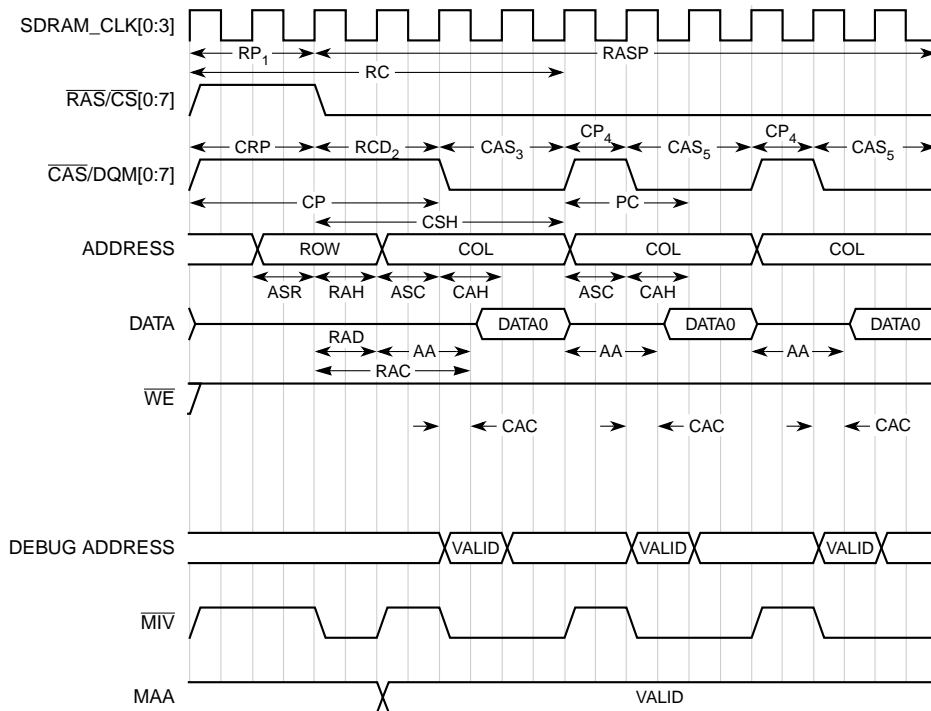 SDRAM_CLK[0:3]
RP1 RASP
RC
RAS/CS[0:7]
CRP RCD2 CAS3 CP4 CAS5 CP4 CAS5
CAS/DQM[0:7]
CP PC
CSH
ADDRESS ROW COL COL COL
ASR RAH ASC CAH ASC CAH
DATA DATA0 DATA0 DATA0
RAD AA AA AA
RAC
WE
CAC CAC CAC
DEBUG ADDRESS VALID VALID VALID
MIV
MAA VALID